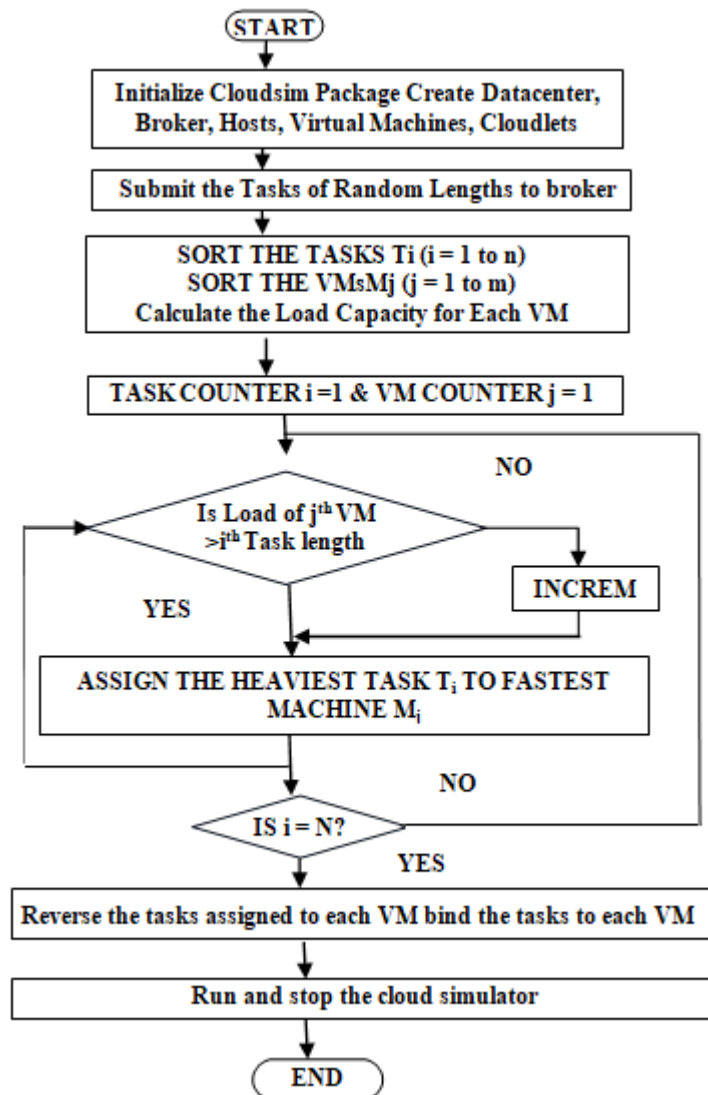 START
Initialize Cloudsim Package Create Datacenter,
Broker, Hosts, Virtual Machines, Cloudlets
Submit the Tasks of Random Lengths to broker
SORT THE TASKS Ti (i = 1 to n)
SORT THE VMsMj (j = 1 to m)
Calculate the Load Capacity for Each VM
TASK COUNTER i =1 & VM COUNTER j = 1
NO
Is Load of jth VM
>ith Task length
INCREM
YES
ASSIGN THE HEAVIEST TASK Ti TO FASTEST
MACHINE Mj
NO
IS i = N?
YES
Reverse the tasks assigned to each VM bind the tasks to each VM
Run and stop the cloud simulator
END